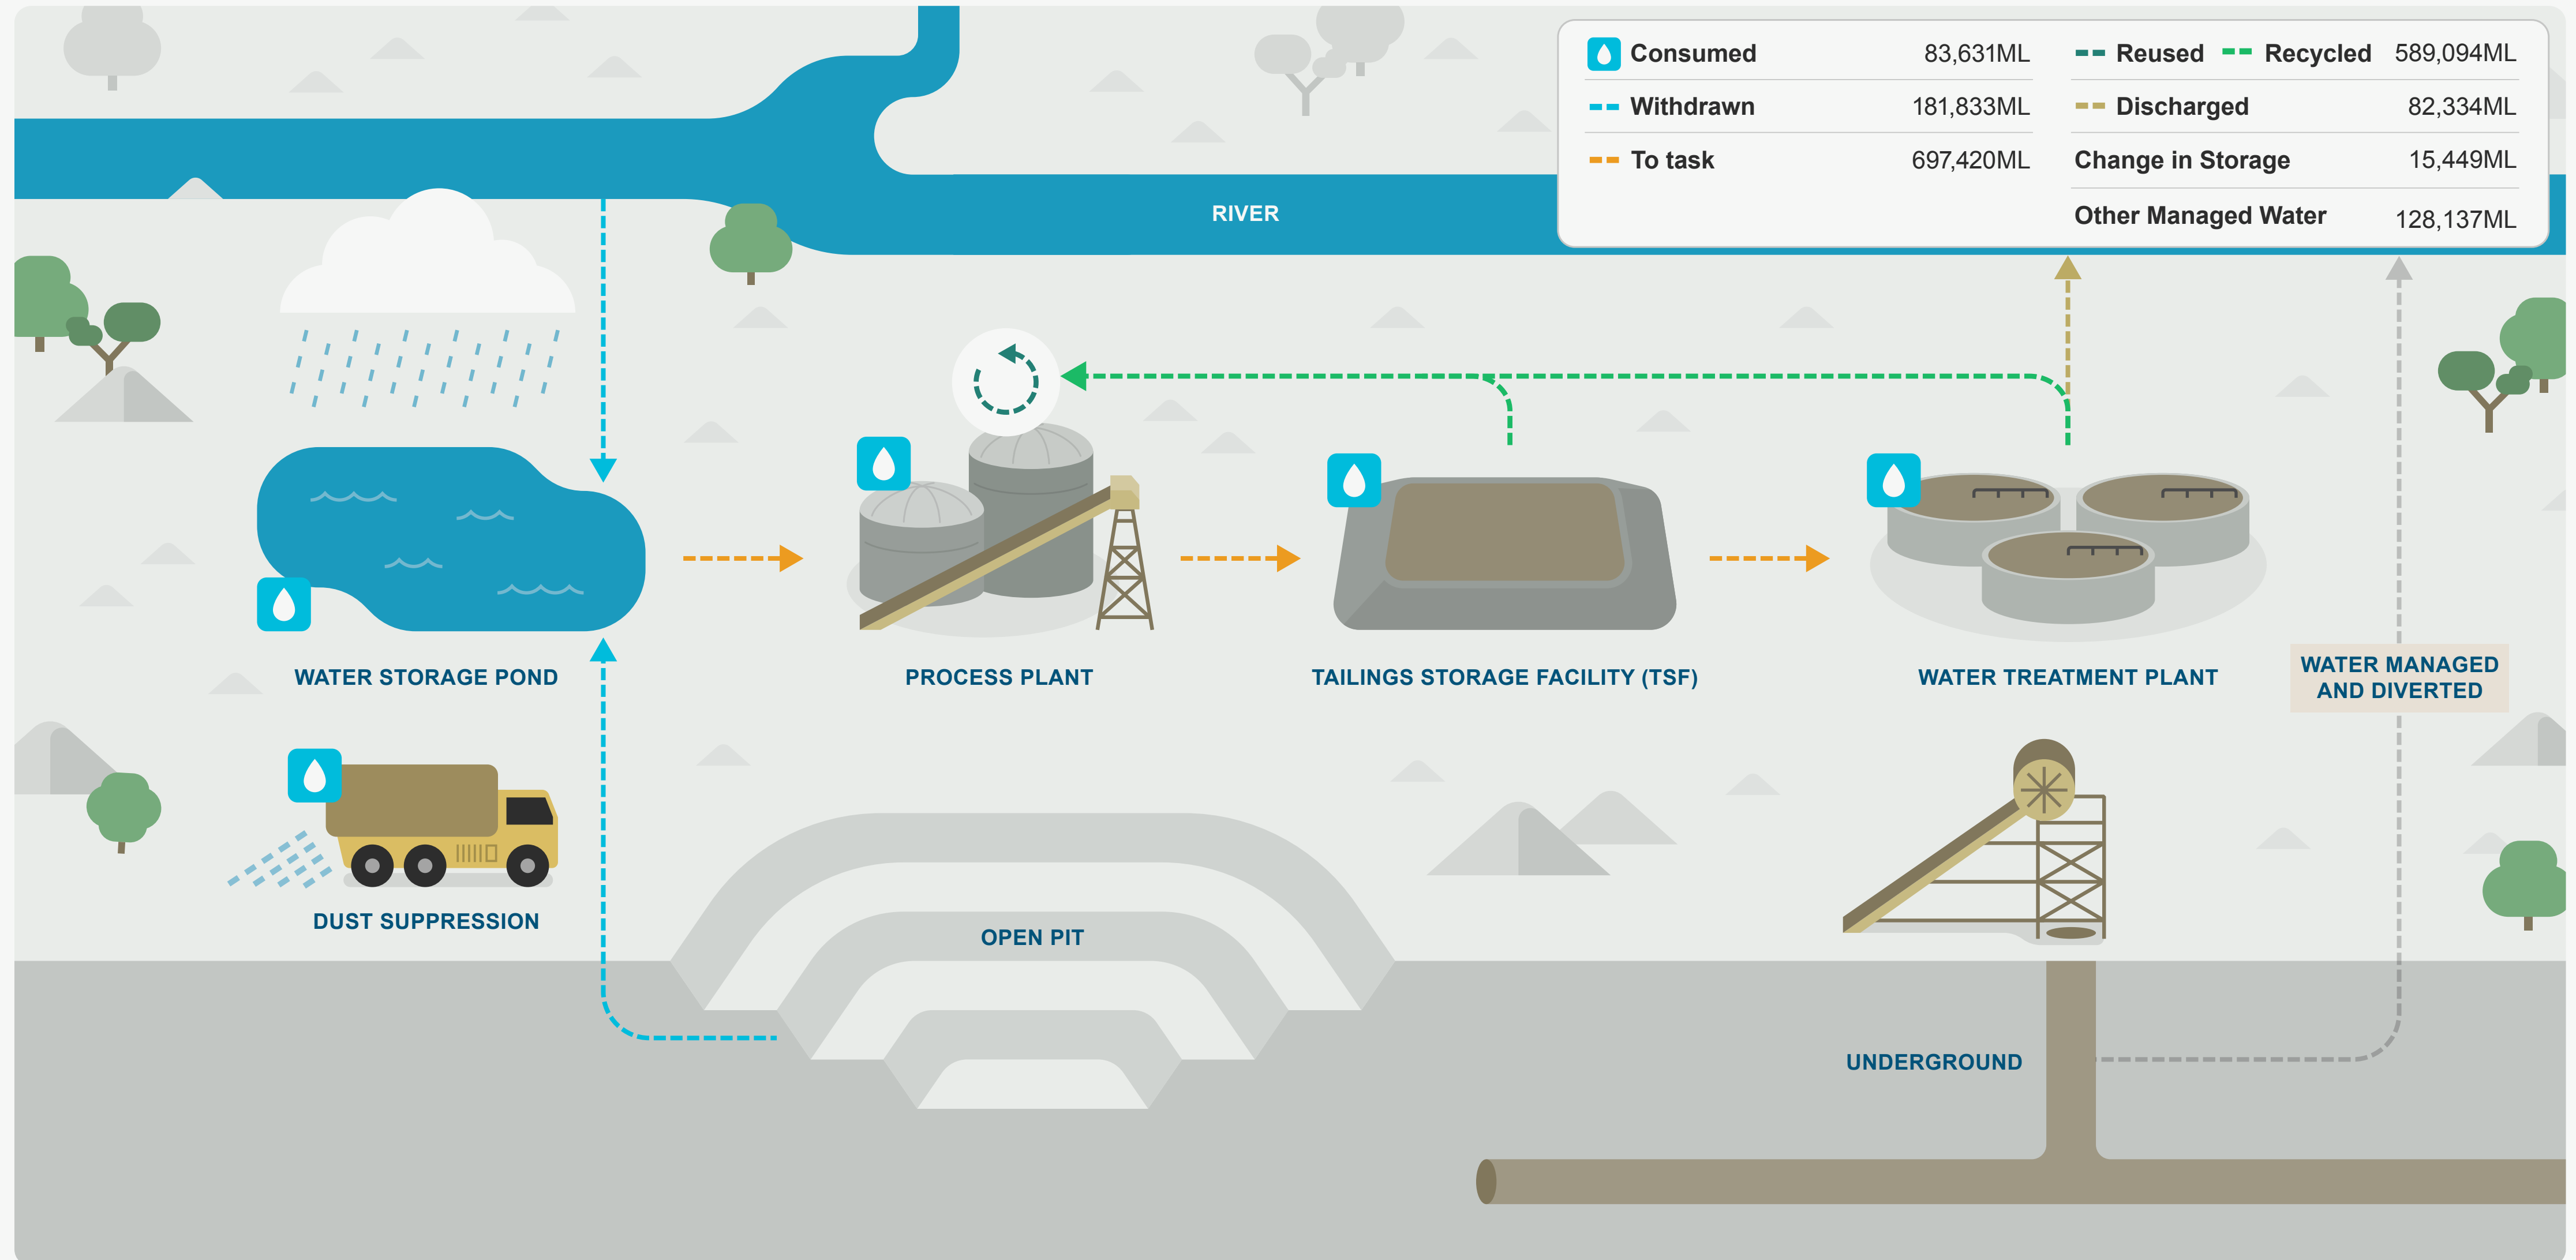 Consumed 83,631ML
Withdrawn 181,833ML
To task 697,420ML
Reused Recycled 589,094ML
Discharged 82,334ML
Change in Storage 15,449ML
Other Managed Water 128,137ML
RIVER
WATER STORAGE POND
PROCESS PLANT
TAILINGS STORAGE FACILITY (TSF)
WATER TREATMENT PLANT
WATER MANAGED
AND DIVERTED
DUST SUPPRESSION
OPEN PIT
UNDERGROUND